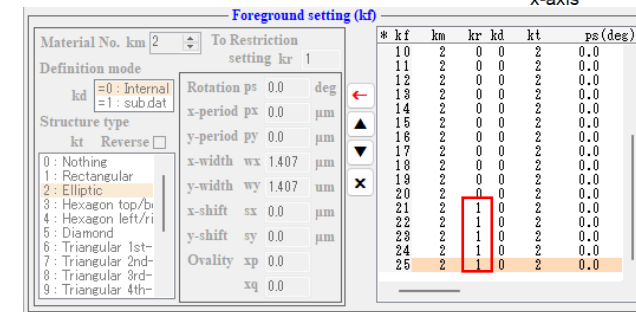 x-axis
Foreground setting (kf)
Material No. km 2
To Restriction
setting kr 1
Definition mode
kd =0 : Internal
=1 : sub.dat
Structure type
kt Reverse
0 : Nothing
1 : Rectangular
2 : Elliptic
3 : Hexagon top/b
4 : Hexagon left/ri
5 : Diamond
6 : Triangular 1st-
7 : Triangular 2nd-
8 : Triangular 3rd-
9 : Triangular 4th-
Rotation ps 0.0 deg
x-period px 0.0 μm
y-period py 0.0 μm
x-width wx 1.407 μm
y-width wy 1.407 um
x-shift sx 0.0 μm
y-shift sy 0.0 μm
Ovality xp 0.0
xq 0.0
* kf km kr kd kt ps(deg)
10 2 0 0 2 0.0
11 2 0 0 2 0.0
12 2 0 0 2 0.0
13 2 0 0 2 0.0
14 2 0 0 2 0.0
15 2 0 0 2 0.0
16 2 0 0 2 0.0
17 2 0 0 2 0.0
18 2 0 0 2 0.0
19 2 0 0 2 0.0
20 2 0 0 2 0.0
21 2 1 0 2 0.0
22 2 1 0 2 0.0
23 2 1 0 2 0.0
24 2 1 0 2 0.0
25 2 1 0 2 0.0